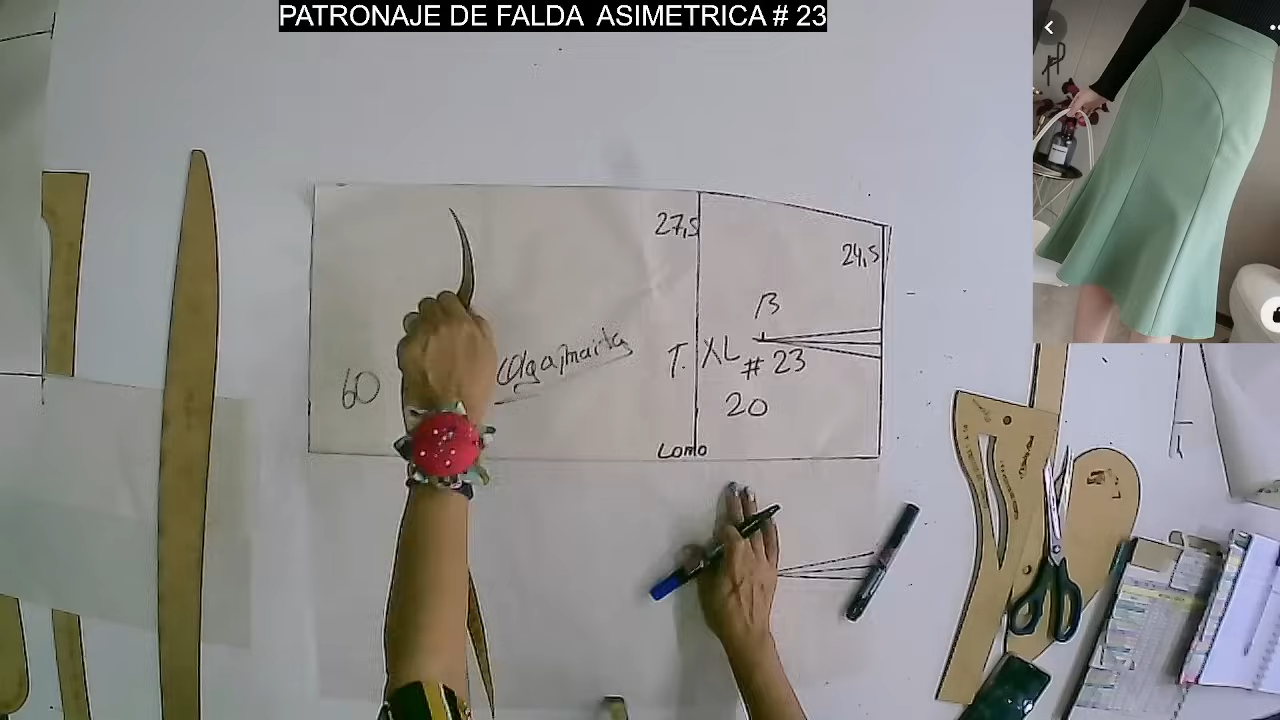 PATRONAJE DE FALDA ASIMETRICA # 23
27,5
24,5
13
T. XL
# 23
60
20
Lomo